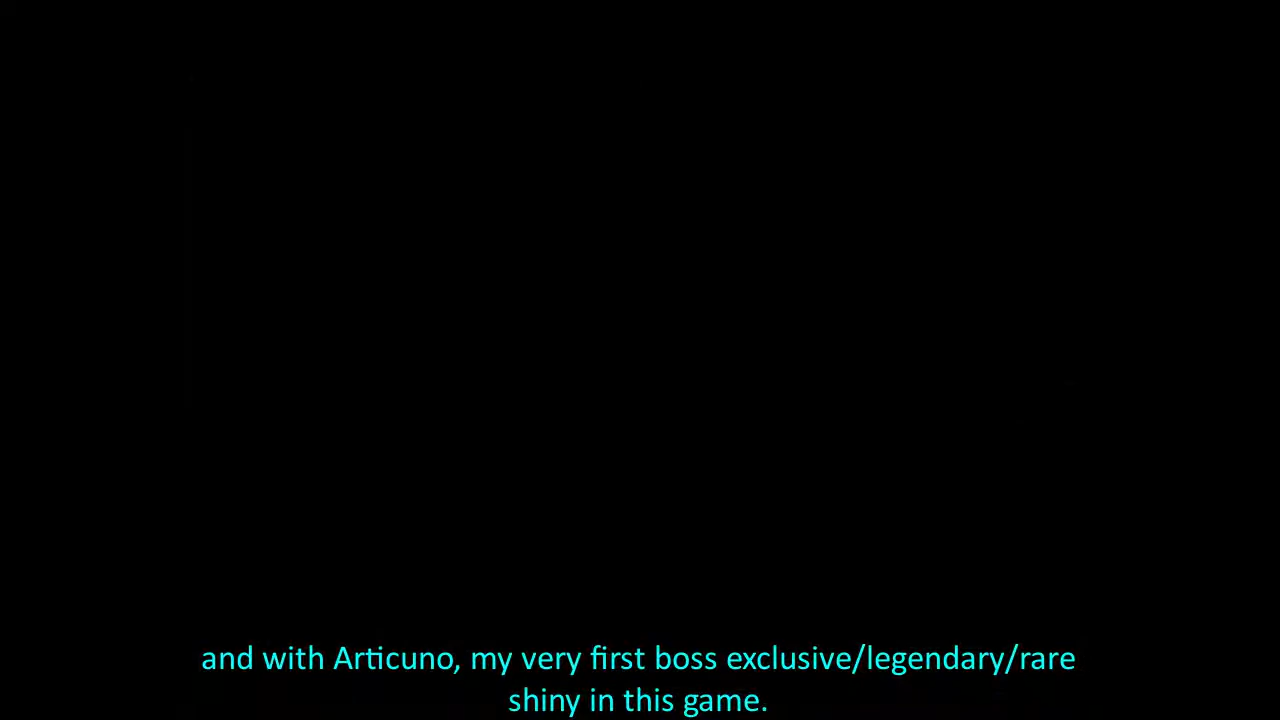 and with Articuno, my very first boss exclusive/legendary/rare
shiny in this game.